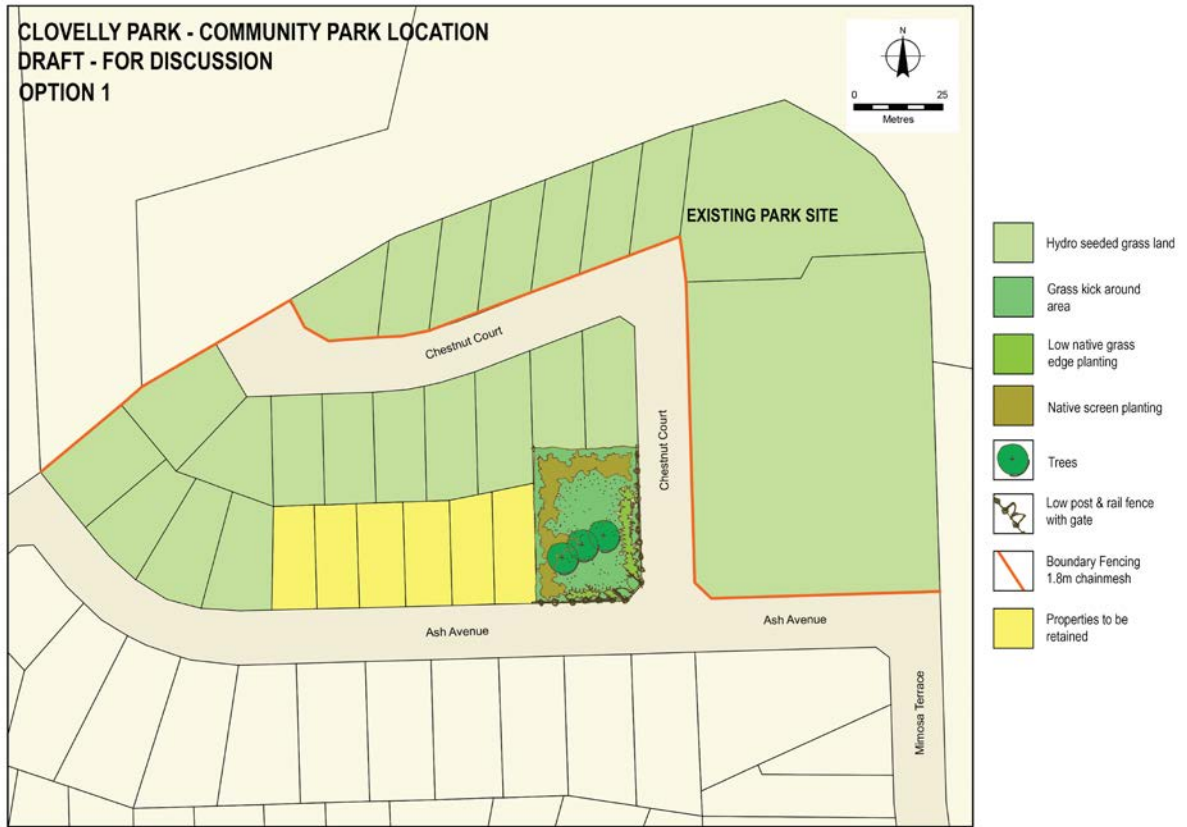 CLOVELLY PARK - COMMUNITY PARK LOCATION
DRAFT - FOR DISCUSSION
OPTION 1
N
0 25
Metres
EXISTING PARK SITE
Chestnut Court
Chestnut Court
Ash Avenue
Ash Avenue
Mimosa Terrace
Hydro seeded grass land
Grass kick around
area
Low native grass
edge planting
Native screen planting
Trees
Low post & rail fence
with gate
Boundary Fencing
1.8m chainmesh
Properties to be
retained